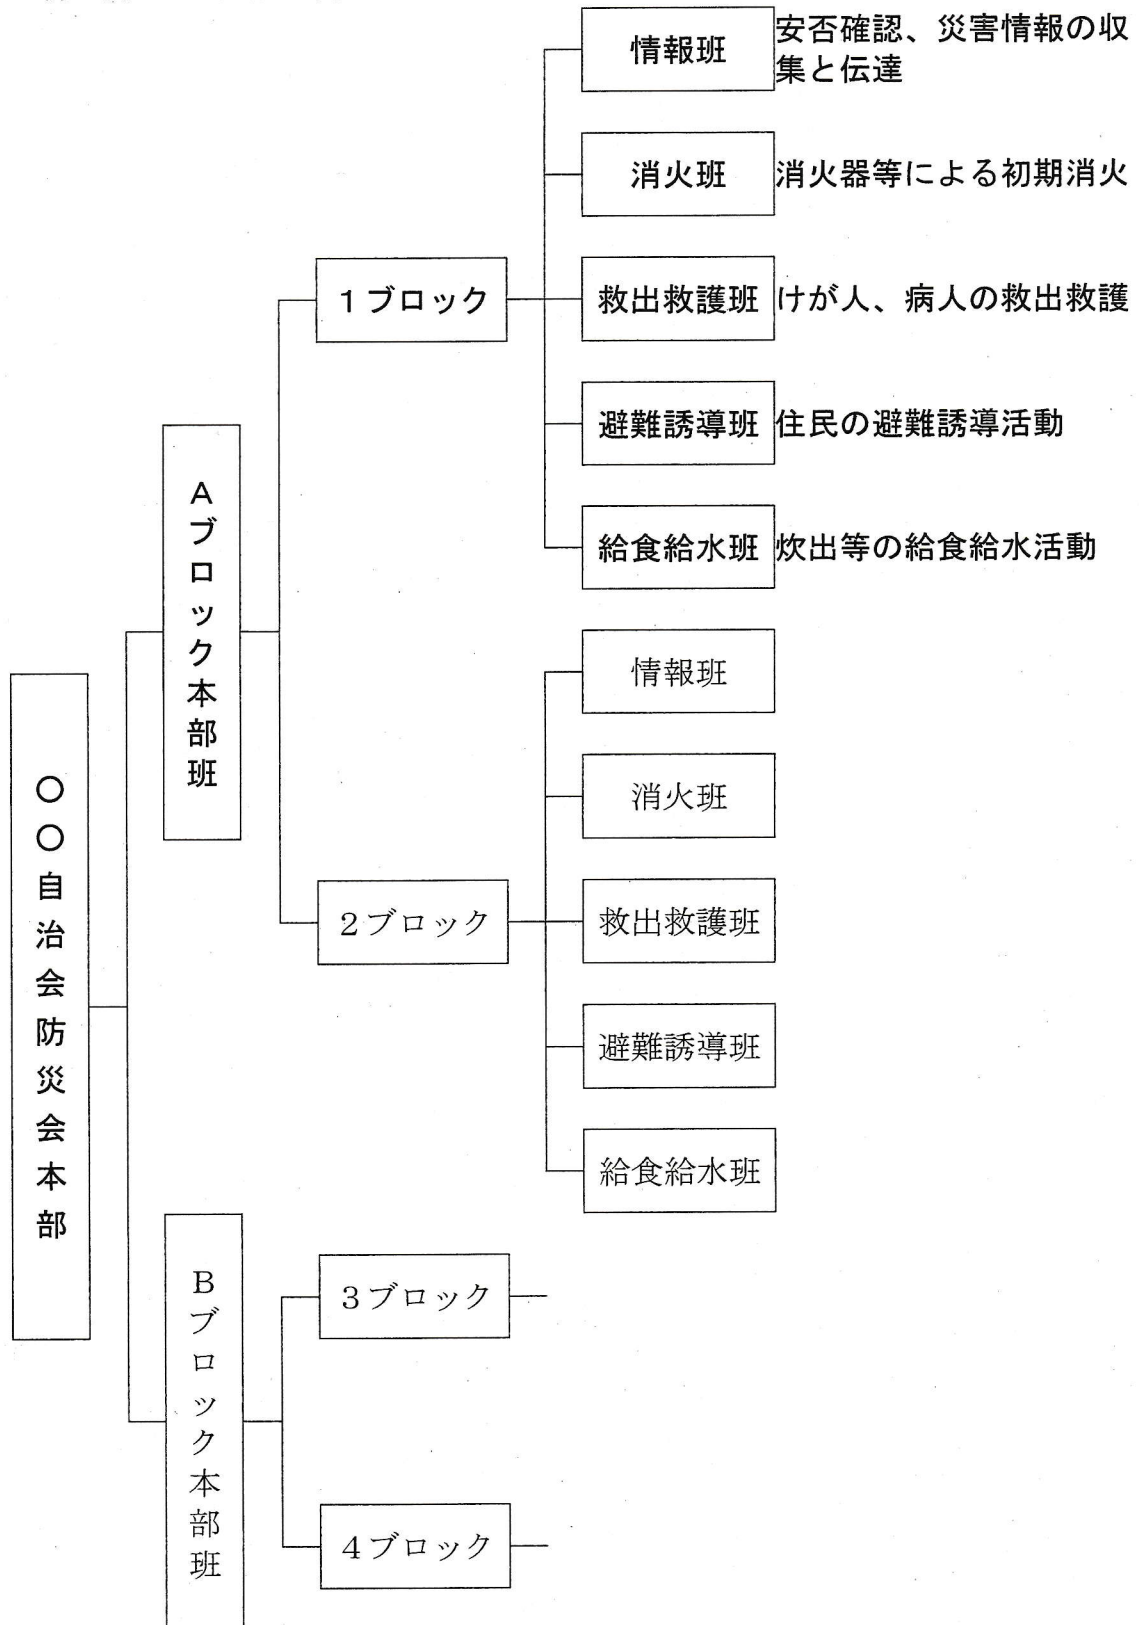 〇〇自治会防災会本部
Aブロック本部班
1ブロック
情報班
安否確認、災害情報の収
集と伝達
消火班
消火器等による初期消火
救出救護班
けが人、病人の救出救護
避難誘導班
住民の避難誘導活動
給食給水班
炊出等の給食給水活動
2ブロック
情報班
消火班
救出救護班
避難誘導班
給食給水班
Bブロック本部班
3ブロック
4ブロック